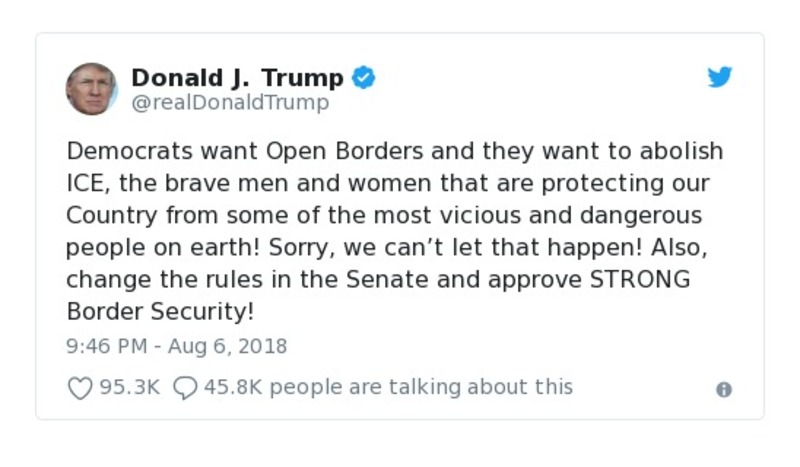 Donald J. Trump
@realDonaldTrump
Democrats want Open Borders and they want to abolish
ICE, the brave men and women that are protecting our
Country from some of the most vicious and dangerous
people on earth! Sorry, we can’t let that happen! Also,
change the rules in the Senate and approve STRONG
Border Security!
9:46 PM - Aug 6, 2018
95.3K 45.8K people are talking about this